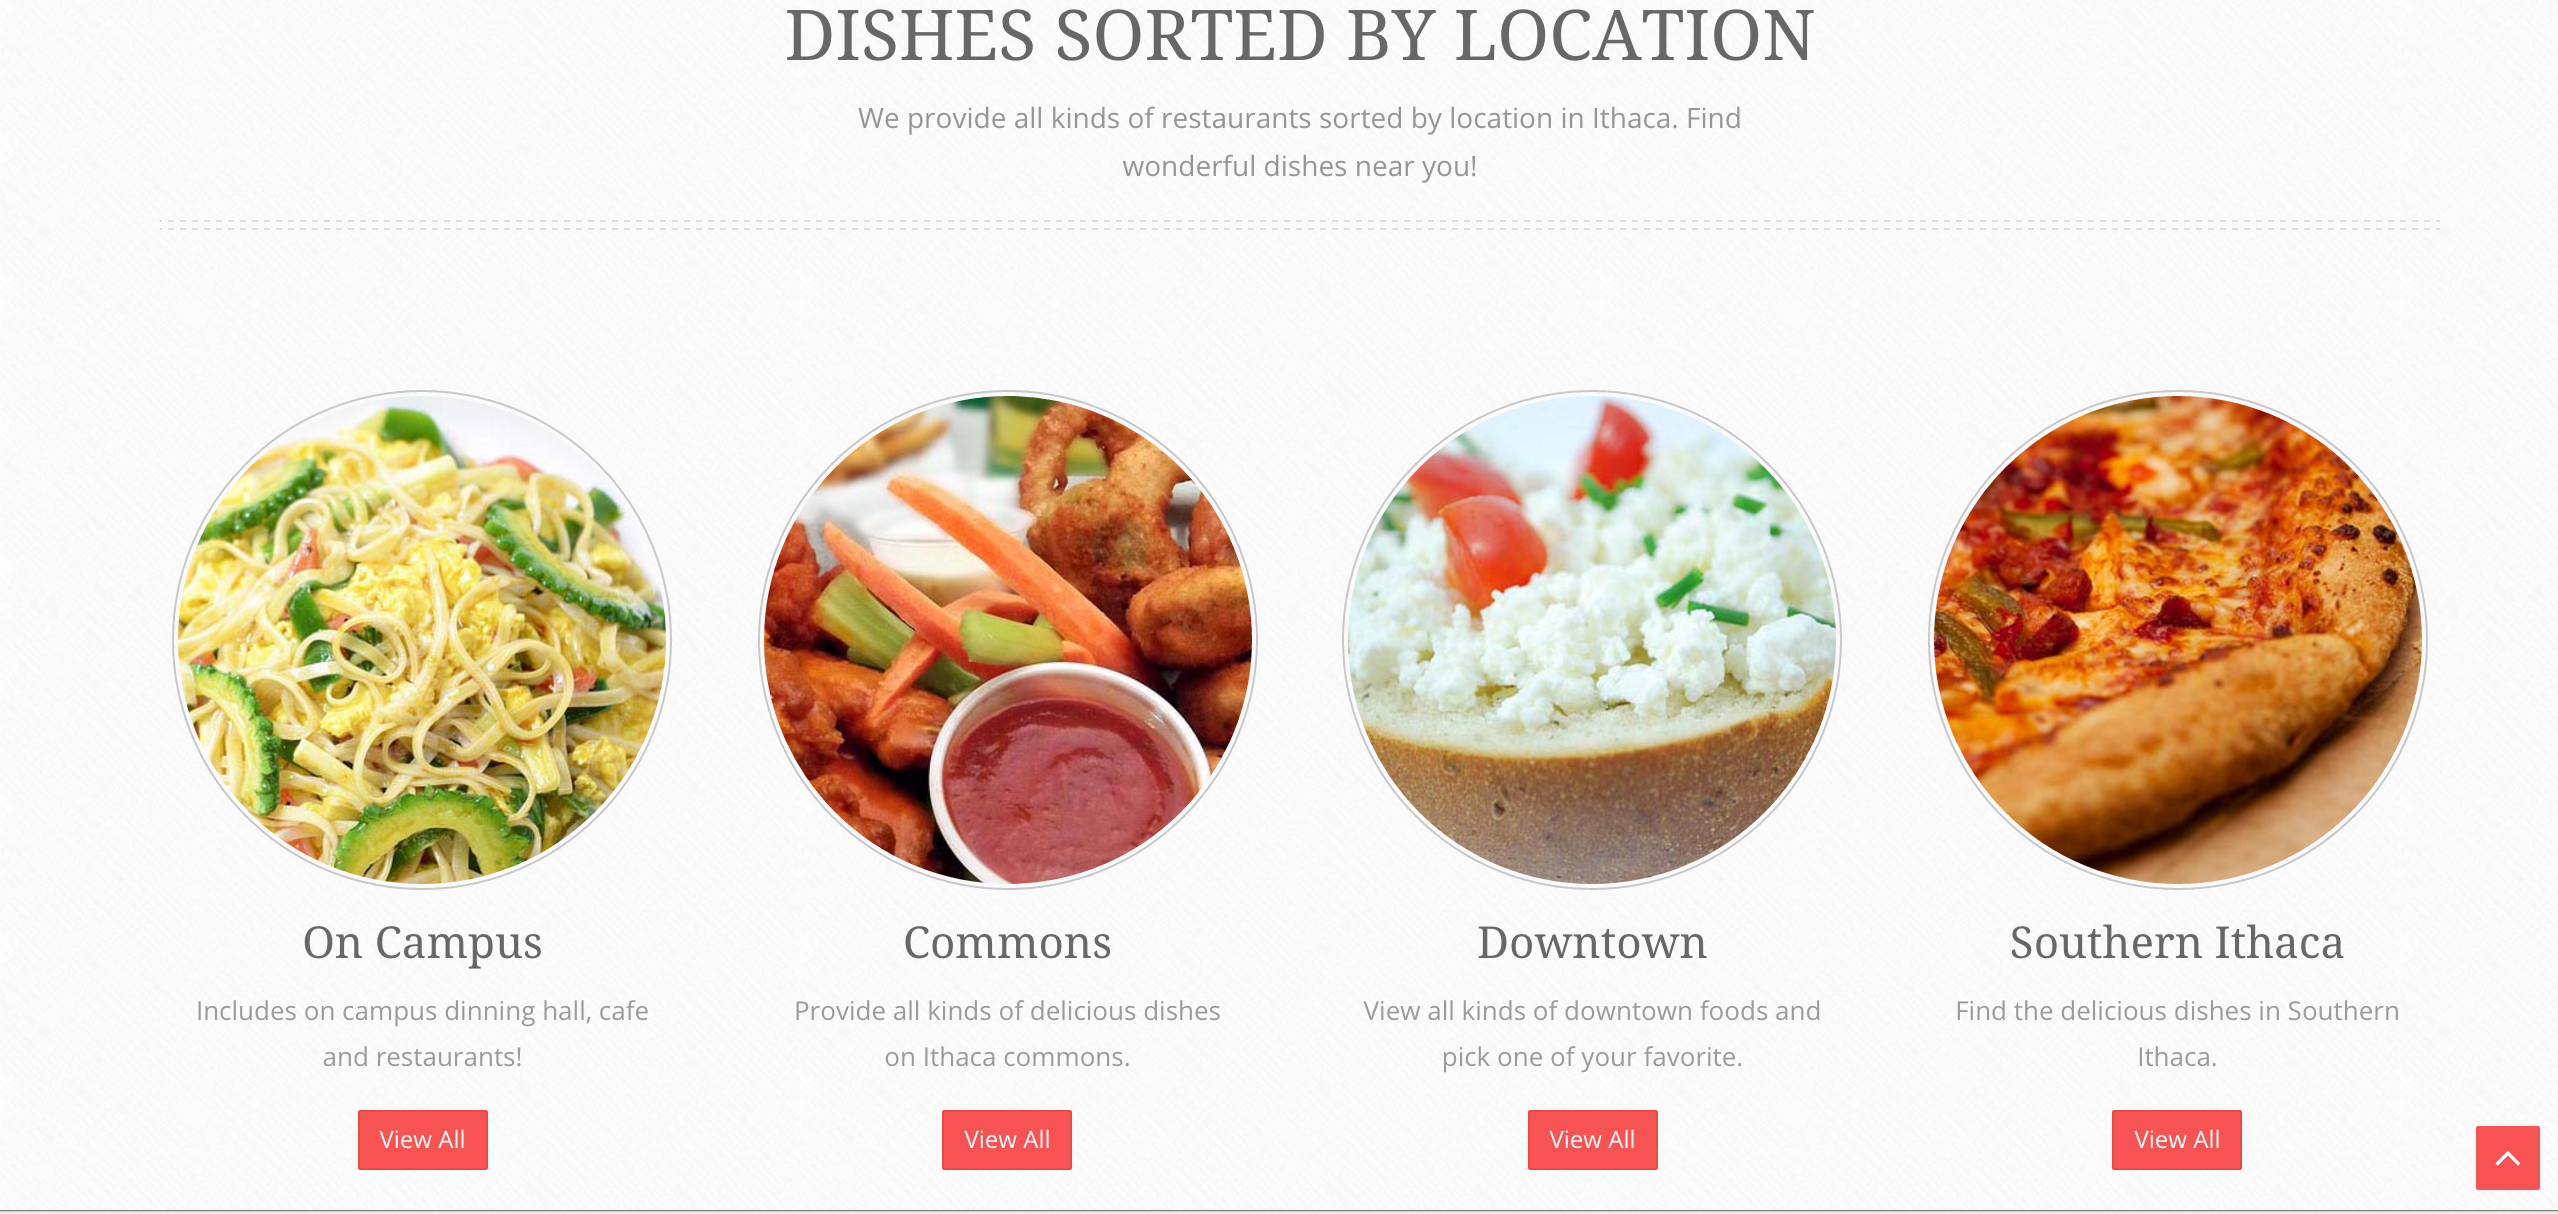 DISHES SORTED BY LOCATION
We provide all kinds of restaurants sorted by location in Ithaca. Find
wonderful dishes near you!
On Campus
Includes on campus dinning hall, cafe
and restaurants!
View All
Commons
Provide all kinds of delicious dishes
on Ithaca commons.
View All
Downtown
View all kinds of downtown foods and
pick one of your favorite.
View All
Southern Ithaca
Find the delicious dishes in Southern
Ithaca.
View All